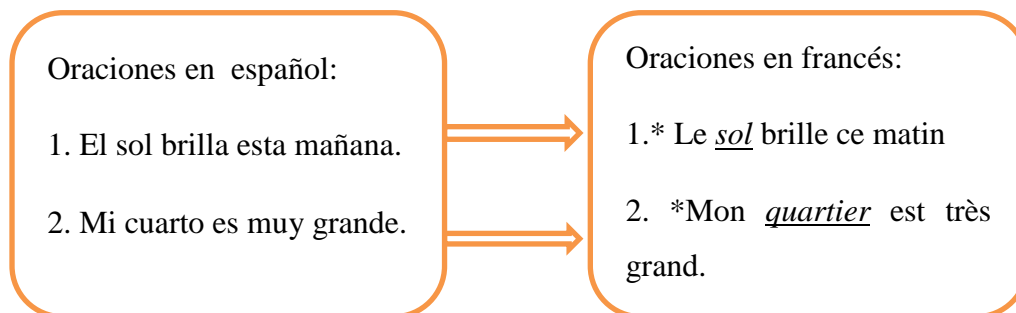 Oraciones en español:
1. El sol brilla esta mañana.
2. Mi cuarto es muy grande.
Oraciones en francés:
1.* Le sol brille ce matin
2. *Mon quartier est très
grand.